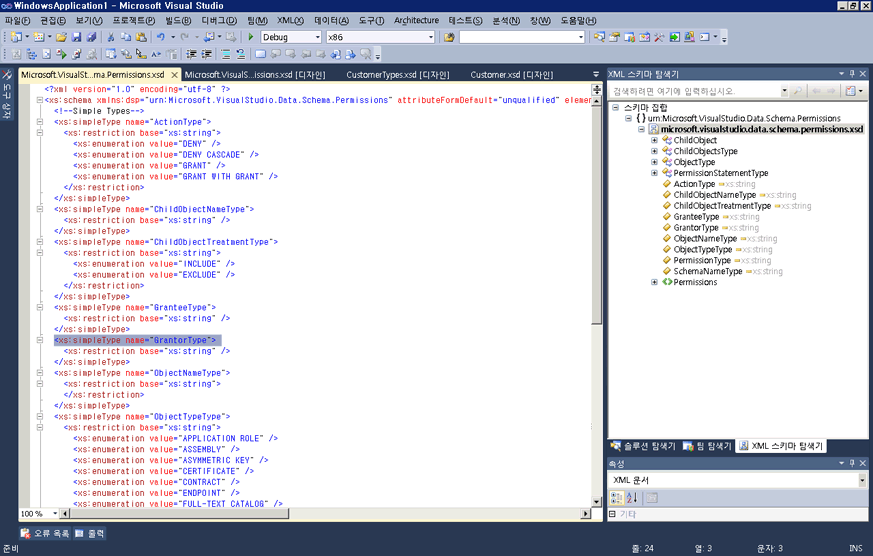 WindowsApplication1 - Microsoft Visual Studio
파일(F) 편집(E) 보기(V) 프로젝트(P) 빌드(B) 디버그(D) 팀(M) XML(X) 데이터(A) 도구(T) Architecture 테스트(S) 분석(N) 창(W) 도움말(H)
Debug x86
도구 상자
Microsoft.VisualSt...ma.Permissions.xsd Microsoft.VisualS...issions.xsd [디자인] CustomerTypes.xsd [디자인] Customer.xsd [디자인]
<?xml version="1.0" encoding="utf-8" ?>
<xs:schema xmlns:dsp="urn:Microsoft.VisualStudio.Data.Schema.Permissions" attributeFormDefault="unqualified" elemen
<!--Simple Types-->
<xs:simpleType name="ActionType">
<xs:restriction base="xs:string">
<xs:enumeration value="DENY" />
<xs:enumeration value="DENY CASCADE" />
<xs:enumeration value="GRANT" />
<xs:enumeration value="GRANT WITH GRANT" />
</xs:restriction>
</xs:simpleType>
<xs:simpleType name="ChildObjectNameType">
<xs:restriction base="xs:string" />
</xs:simpleType>
<xs:simpleType name="ChildObjectTreatmentType">
<xs:restriction base="xs:string">
<xs:enumeration value="INCLUDE" />
<xs:enumeration value="EXCLUDE" />
</xs:restriction>
</xs:simpleType>
<xs:simpleType name="GranteeType">
<xs:restriction base="xs:string" />
</xs:simpleType>
<xs:simpleType name="GrantorType">
<xs:restriction base="xs:string" />
</xs:simpleType>
<xs:simpleType name="ObjectNameType">
<xs:restriction base="xs:string">
</xs:restriction>
</xs:simpleType>
<xs:simpleType name="ObjectTypeType">
<xs:restriction base="xs:string">
<xs:enumeration value="APPLICATION ROLE" />
<xs:enumeration value="ASSEMBLY" />
<xs:enumeration value="ASYMMETRIC KEY" />
<xs:enumeration value="CERTIFICATE" />
<xs:enumeration value="CONTRACT" />
<xs:enumeration value="ENDPOINT" />
<xs:enumeration value="FULL-TEXT CATALOG" />
100 %
XML 스키마 탐색기
검색하려면 여기에 입력하십시오.
스키마 집합
{ } urn:Microsoft.VisualStudio.Data.Schema.Permissions
microsoft.visualstudio.data.schema.permissions.xsd
ChildObject
ChildObjectsType
ObjectType
PermissionStatementType
ActionType xs:string
ChildObjectNameType xs:string
ChildObjectTreatmentType xs:string
GranteeType xs:string
GrantorType xs:string
ObjectNameType xs:string
ObjectTypeType xs:string
PermissionType xs:string
SchemaNameType xs:string
Permissions
솔루션 탐색기 팀 탐색기 XML 스키마 탐색기
속성
XML 문서
기타
오류 목록 출력
준비 줄: 24 열: 3 문자: 3 INS